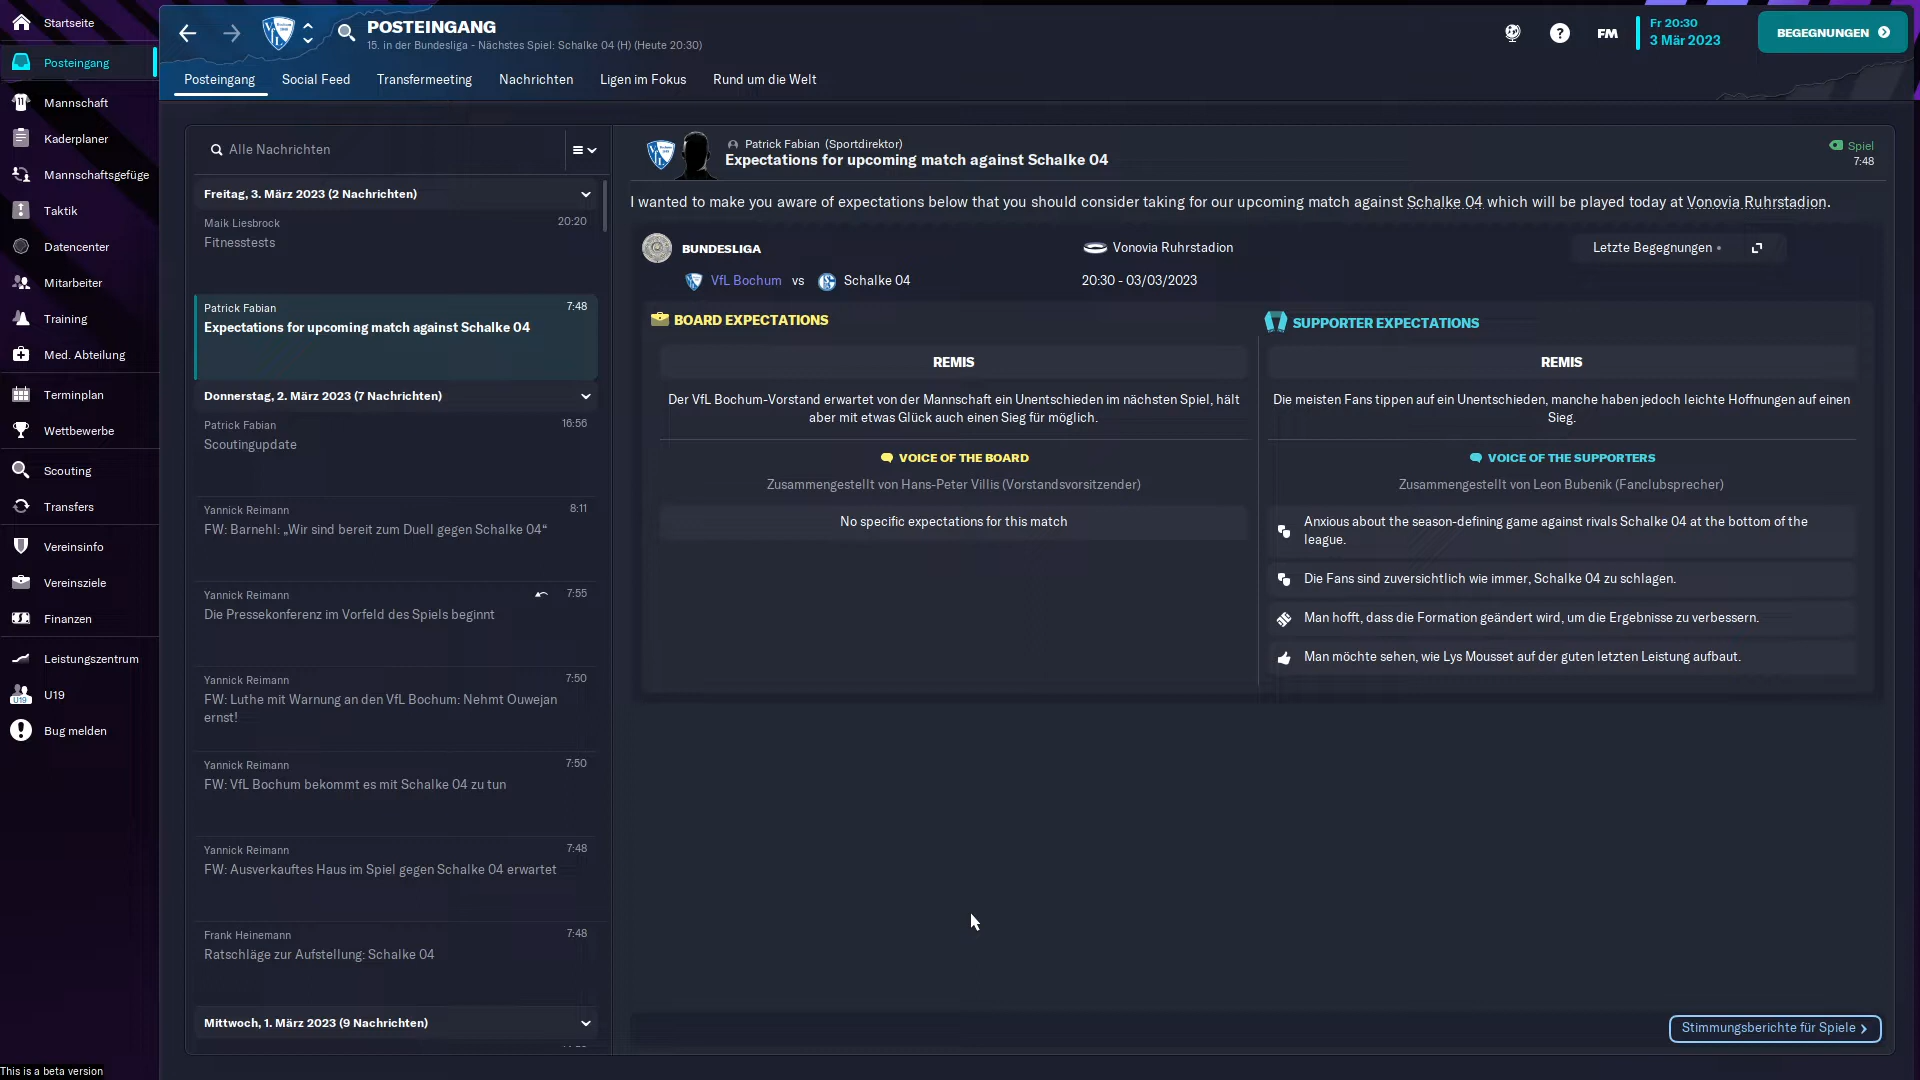 Startseite
Posteingang
Mannschaft
Kaderplaner
Mannschaftsgefüge
Taktik
Datencenter
Mitarbeiter
Training
Med. Abteilung
Terminplan
Wettbewerbe
Scouting
Transfers
Vereinsinfo
Vereinsziele
Finanzen
Leistungszentrum
U19
Bug melden
This is a beta version
POSTEINGANG
15. in der Bundesliga - Nächstes Spiel: Schalke 04 (H) (Heute 20:30)
FM
Fr 20:30
3 Mär 2023
BEGEGNUNGEN
Posteingang Social Feed Transfermeeting Nachrichten Ligen im Fokus Rund um die Welt
Alle Nachrichten
Freitag, 3. März 2023 (2 Nachrichten)
Maik Liesbrock 20:20
Fitnesstests
Patrick Fabian 7:48
Expectations for upcoming match against Schalke 04
Donnerstag, 2. März 2023 (7 Nachrichten)
Patrick Fabian 16:56
Scoutingupdate
Yannick Reimann 8:11
FW: Barnehl: „Wir sind bereit zum Duell gegen Schalke 04“
Yannick Reimann 7:55
Die Pressekonferenz im Vorfeld des Spiels beginnt
Yannick Reimann 7:50
FW: Luthe mit Warnung an den VfL Bochum: Nehmt Ouwejan
ernst!
Yannick Reimann 7:50
FW: VfL Bochum bekommt es mit Schalke 04 zu tun
Yannick Reimann 7:48
FW: Ausverkauftes Haus im Spiel gegen Schalke 04 erwartet
Frank Heinemann 7:48
Ratschläge zur Aufstellung: Schalke 04
Mittwoch, 1. März 2023 (9 Nachrichten)
Patrick Fabian (Sportdirektor)
Expectations for upcoming match against Schalke 04
Spiel
7:48
I wanted to make you aware of expectations below that you should consider taking for our upcoming match against Schalke 04 which will be played today at Vonovia Ruhrstadion.
BUNDESLIGA
Vonovia Ruhrstadion
Letzte Begegnungen
VfL Bochum vs Schalke 04
20:30 - 03/03/2023
BOARD EXPECTATIONS
REMIS
Der VfL Bochum-Vorstand erwartet von der Mannschaft ein Unentschieden im nächsten Spiel, hält
aber mit etwas Glück auch einen Sieg für möglich.
VOICE OF THE BOARD
Zusammengestellt von Hans-Peter Villis (Vorstandsvorsitzender)
No specific expectations for this match
SUPPORTER EXPECTATIONS
REMIS
Die meisten Fans tippen auf ein Unentschieden, manche haben jedoch leichte Hoffnungen auf einen
Sieg.
VOICE OF THE SUPPORTERS
Zusammengestellt von Leon Bubenik (Fanclubsprecher)
Anxious about the season-defining game against rivals Schalke 04 at the bottom of the
league.
Die Fans sind zuversichtlich wie immer, Schalke 04 zu schlagen.
Man hofft, dass die Formation geändert wird, um die Ergebnisse zu verbessern.
Man möchte sehen, wie Lys Mousset auf der guten letzten Leistung aufbaut.
Stimmungsberichte für Spiele